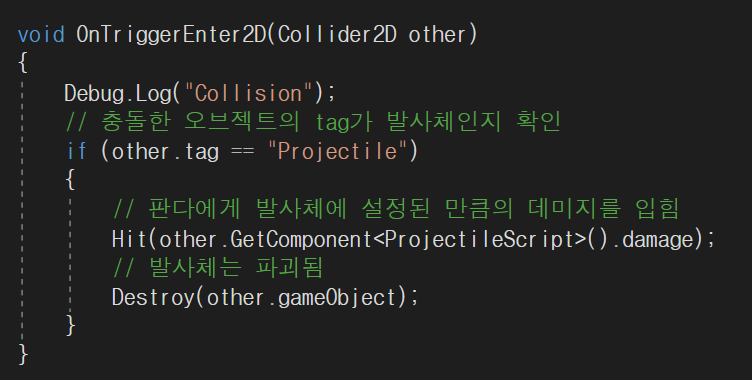 void OnTriggerEnter2D(Collider2D other)
{
    Debug.Log("Collision");
    // 충돌한 오브젝트의 tag가 발사체인지 확인
    if (other.tag == "Projectile")
    {
        // 판다에게 발사체에 설정된 만큼의 데미지를 입힘
        Hit(other.GetComponent<ProjectileScript>().damage);
        // 발사체는 파괴됨
        Destroy(other.gameObject);
    }
}